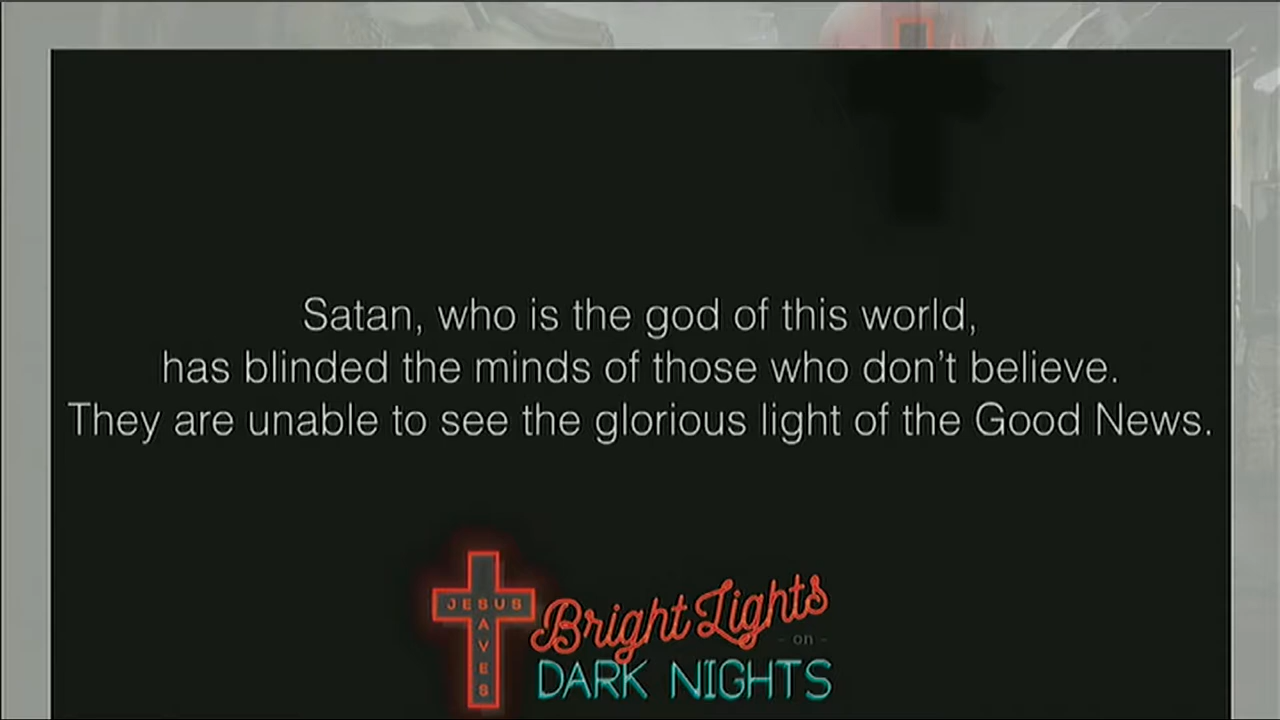 Satan, who is the god of this world,
has blinded the minds of those who don't believe.
They are unable to see the glorious light of the Good News.
JESUS
SAVES
Bright Lights
- on -
DARK NIGHTS